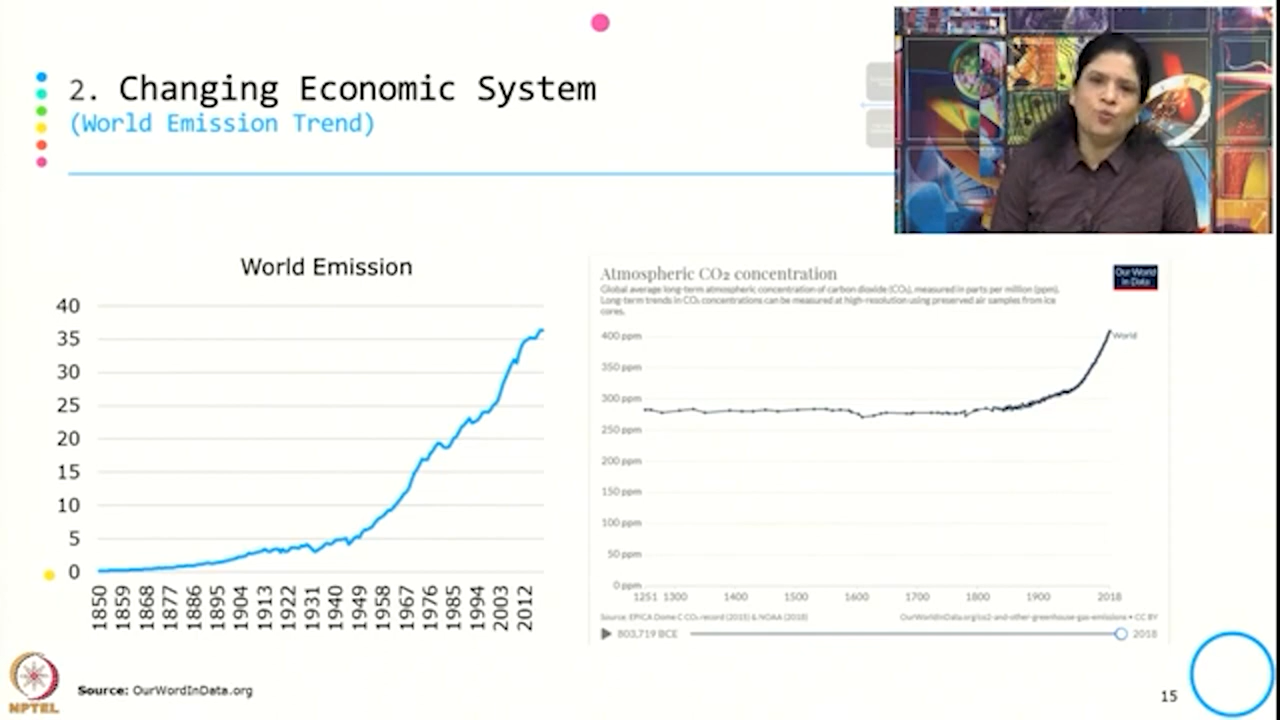 2. Changing Economic System
(World Emission Trend)
World Emission
40
35
30
25
20
15
10
5
0
1850
1859
1868
1877
1886
1895
1904
1913
1922
1931
1940
1949
1958
1967
1976
1985
1994
2003
2012
Atmospheric CO2 concentration
Our World
in Data
Global average long-term atmospheric concentration of carbon dioxide (CO₂), measured in parts per million (ppm).
Long-term trends in CO₂ concentrations can be measured at high-resolution using preserved air samples from ice
cores.
400 ppm
World
350 ppm
300 ppm
250 ppm
200 ppm
150 ppm
100 ppm
50 ppm
0 ppm
1251 1300 1400 1500 1600 1700 1800 1900 2018
Source: EPICA Dome C CO₂ record (2015) & NOAA (2018)
OurWorldInData.org/co2-and-other-greenhouse-gas-emissions • CC BY
803,719 BCE
2018
NPTEL
Source: OurWordInData.org
15